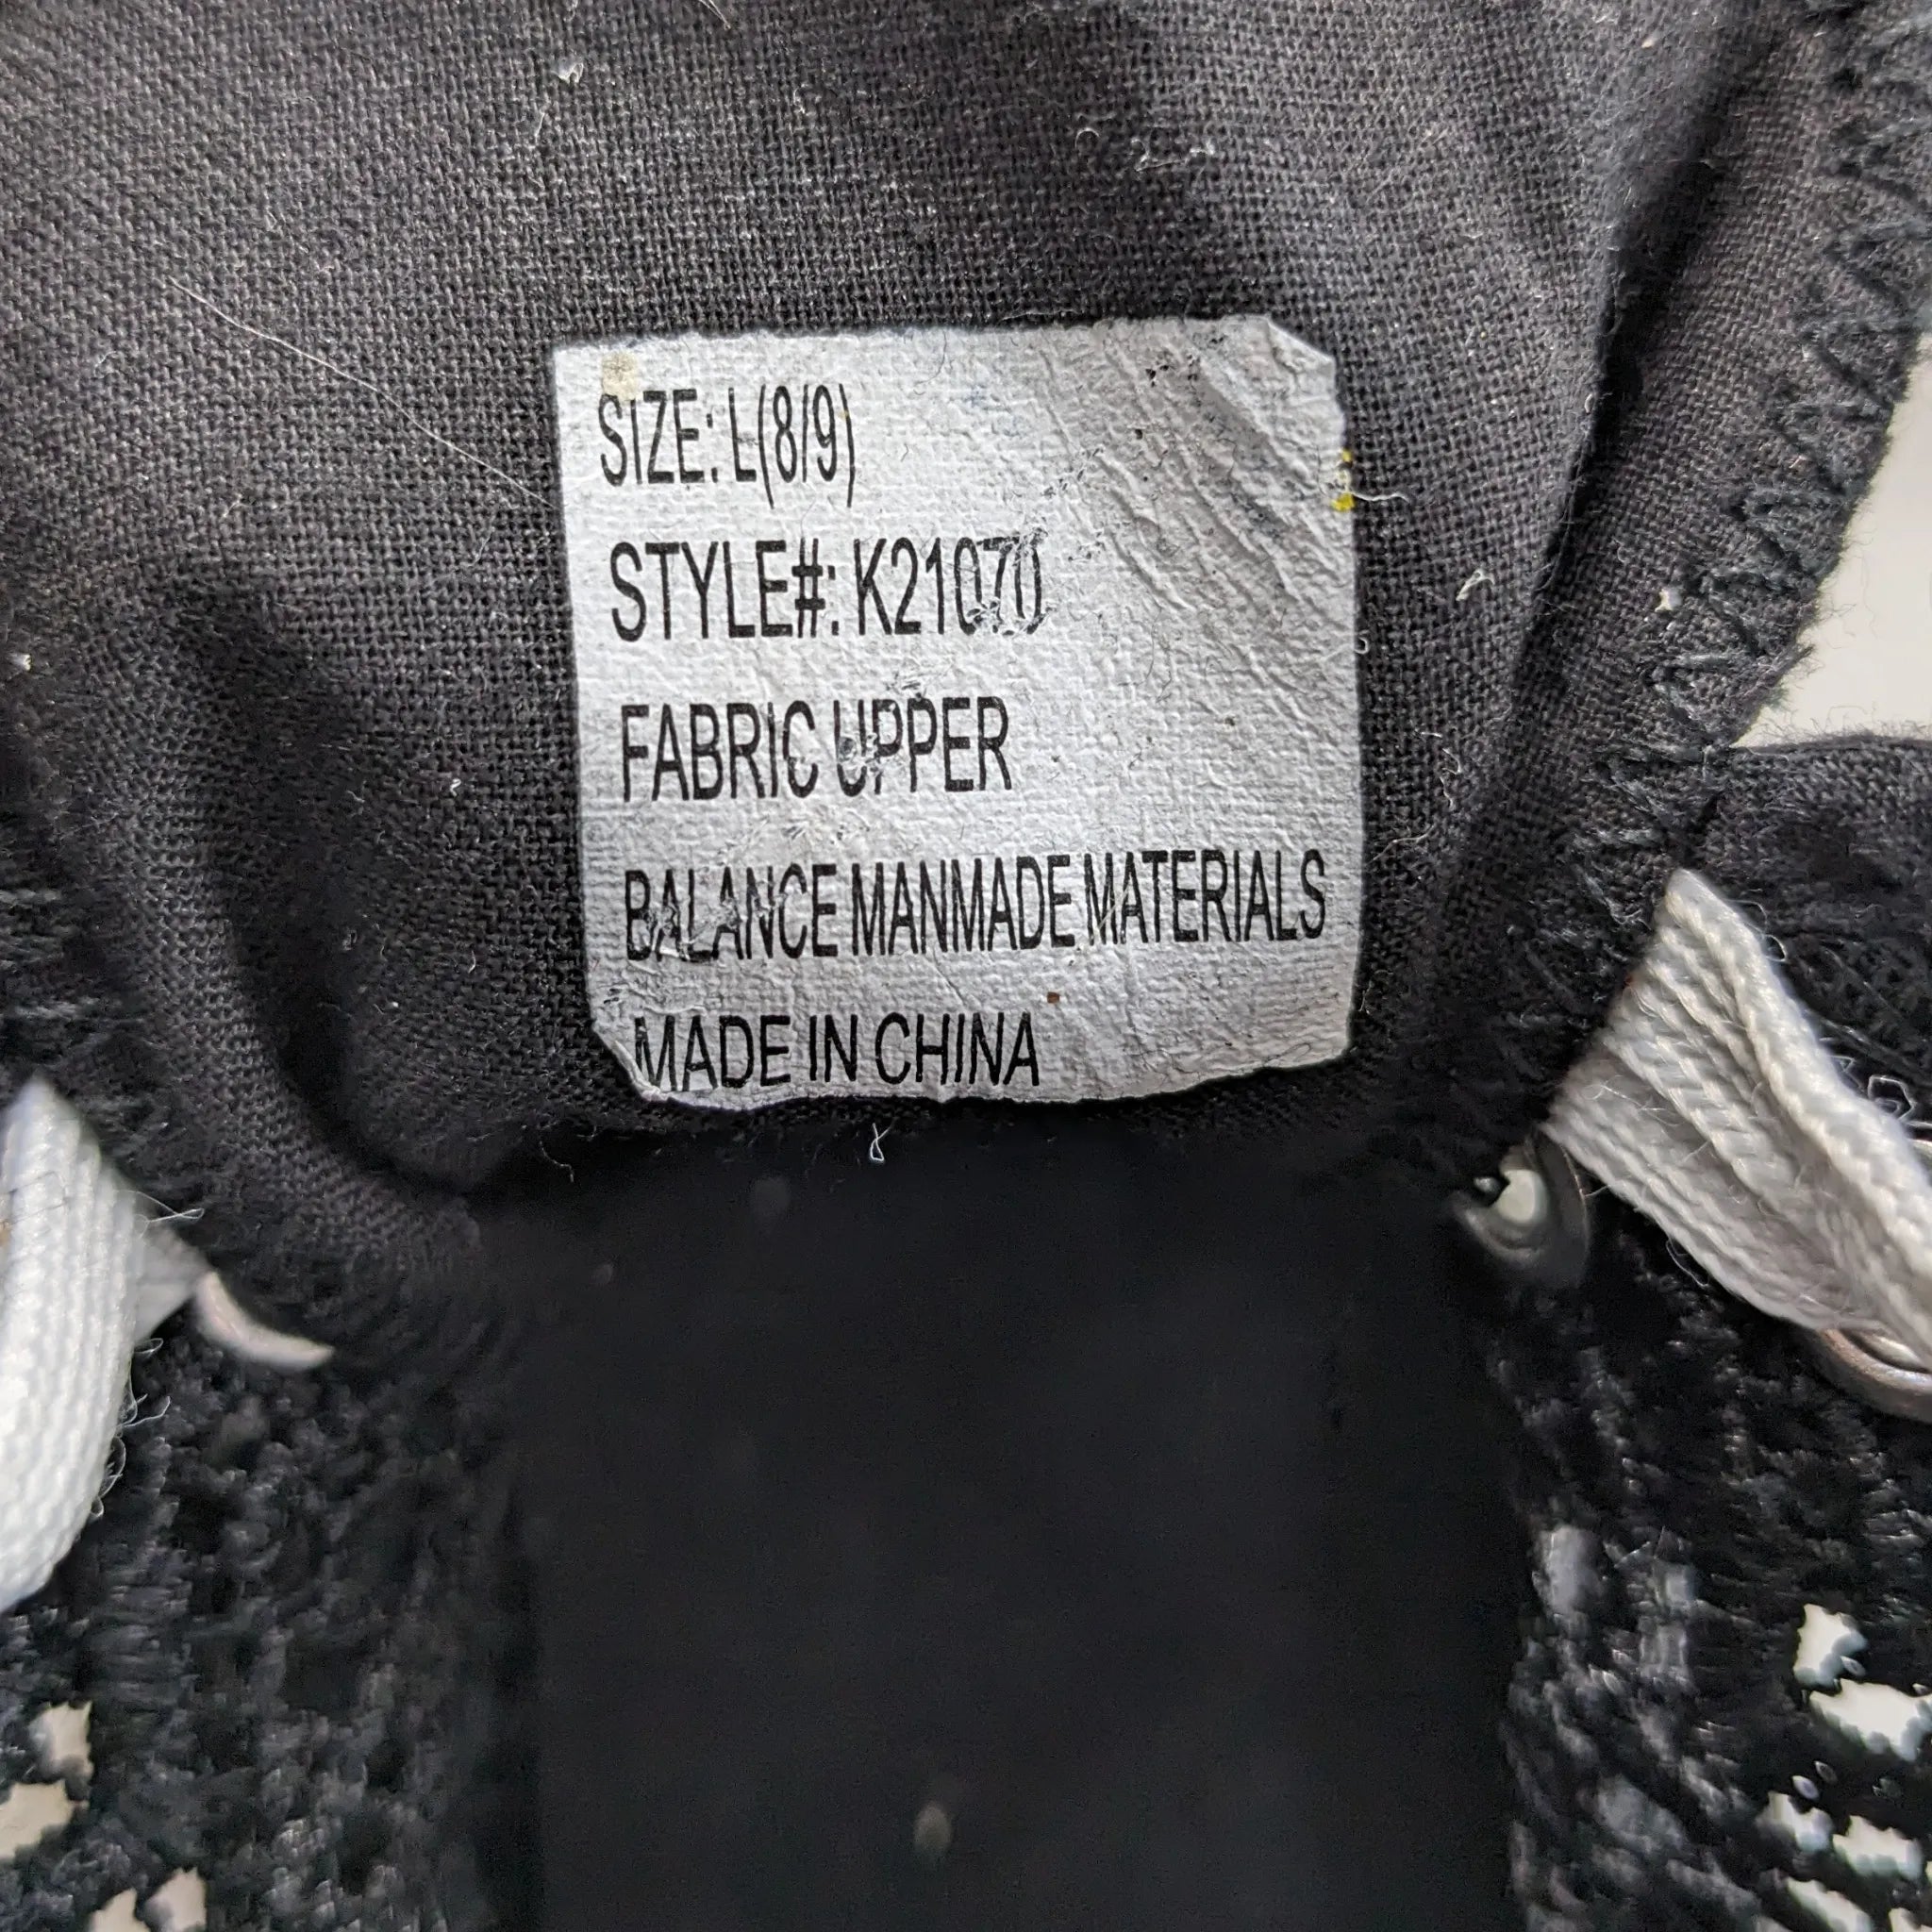 SIZE: L(8/9)
STYLE#: K21070
FABRIC UPPER
BALANCE MANMADE MATERIALS
MADE IN CHINA